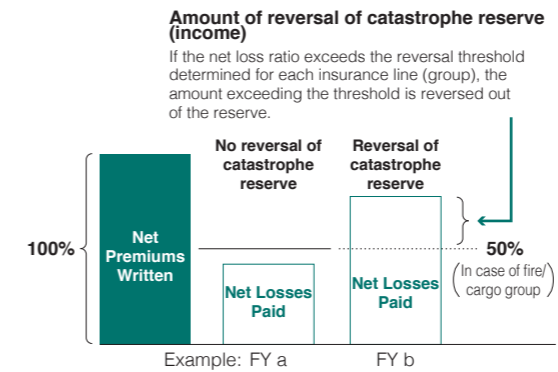 Amount of reversal of catastrophe reserve
(income)
If the net loss ratio exceeds the reversal threshold
determined for each insurance line (group), the
amount exceeding the threshold is reversed out
of the reserve.
No reversal of
catastrophe
reserve
Reversal of
catastrophe
reserve
100%
Net
Premiums
Written
Net Losses
Paid
Net Losses
Paid
50%
(In case of fire/
cargo group)
Example: FY a
FY b